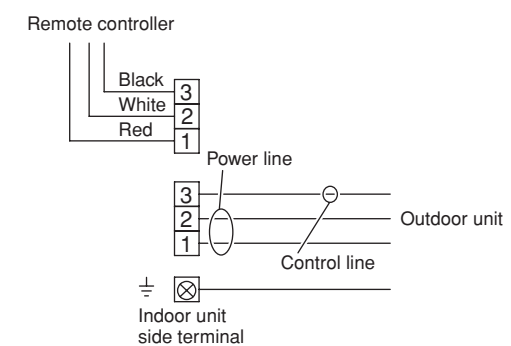 Remote controller
Black
3
White
2
Red
1
Power line
3
2
Outdoor unit
1
Control line
Indoor unit
side terminal